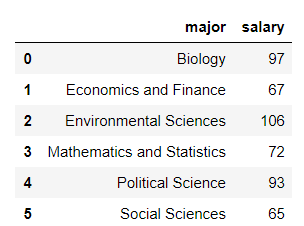 major salary
0 Biology 97
1 Economics and Finance 67
2 Environmental Sciences 106
3 Mathematics and Statistics 72
4 Political Science 93
5 Social Sciences 65